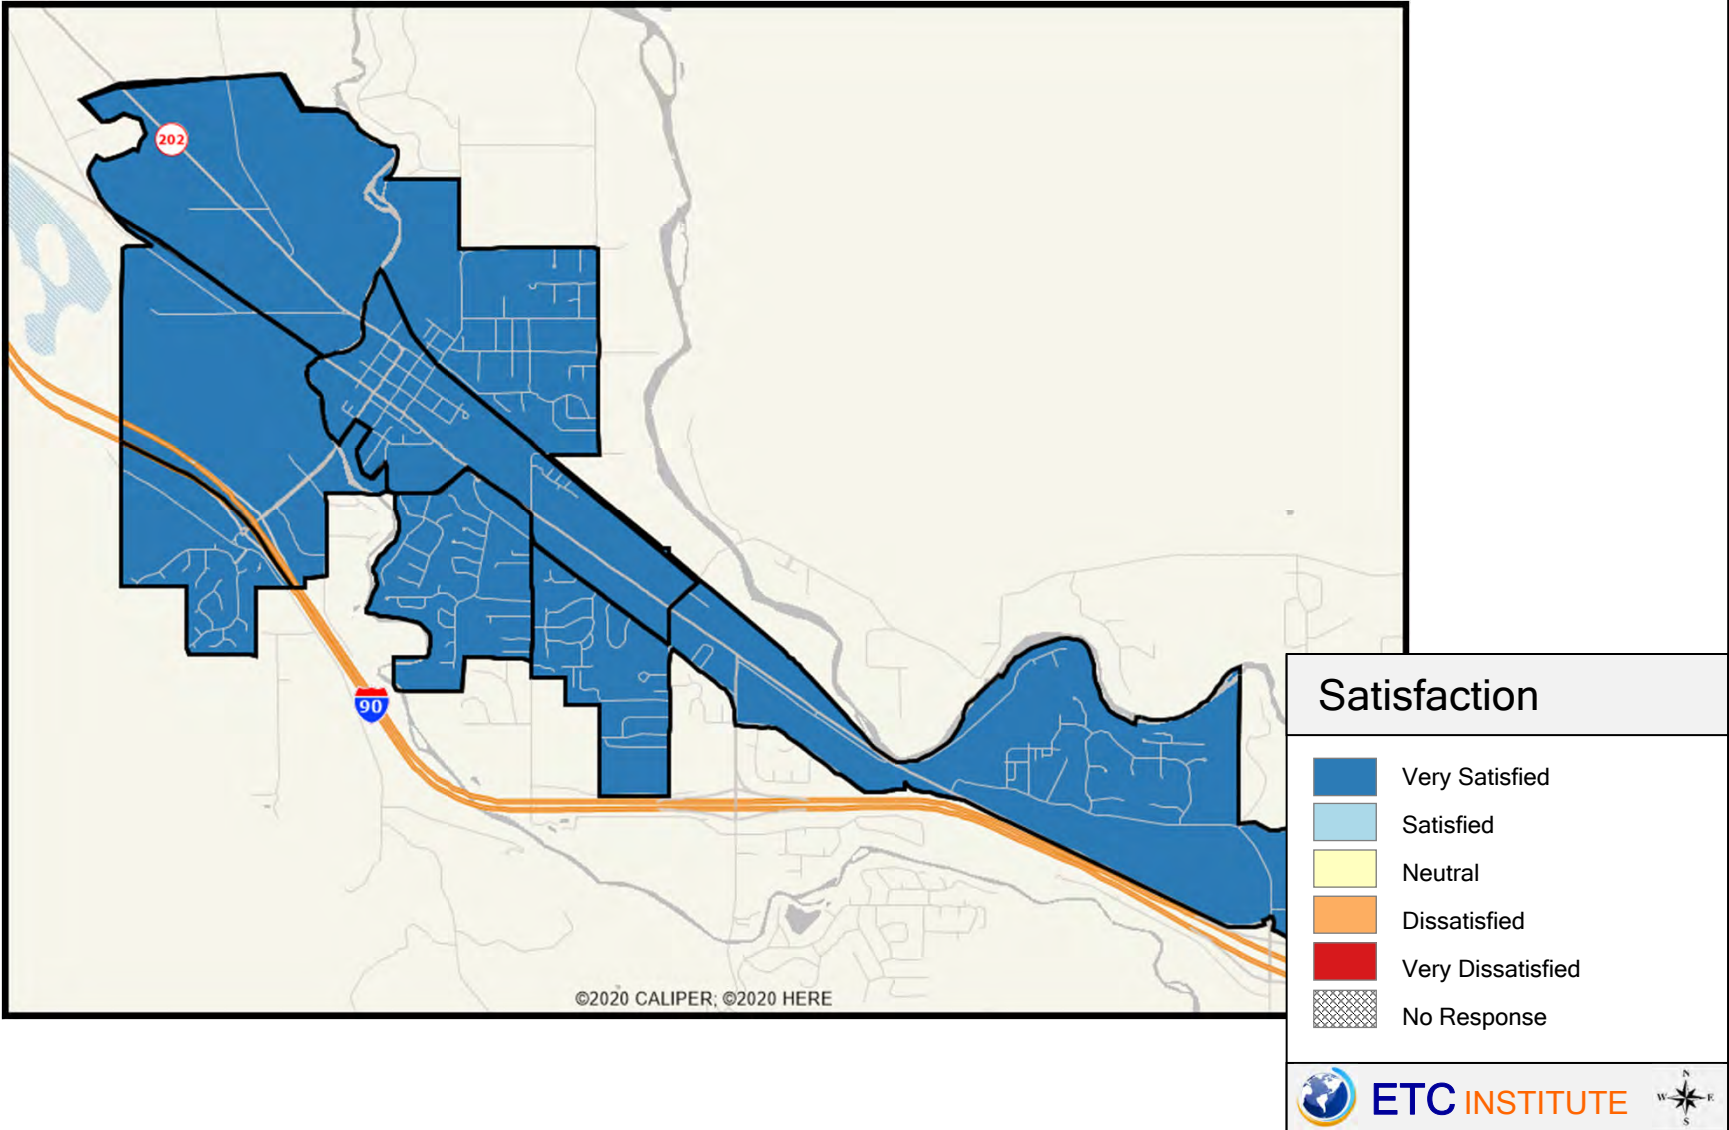 202
90
©2020 CALIPER; ©2020 HERE
Satisfaction
Very Satisfied
Satisfied
Neutral
Dissatisfied
Very Dissatisfied
No Response
ETC INSTITUTE
N
W E
S